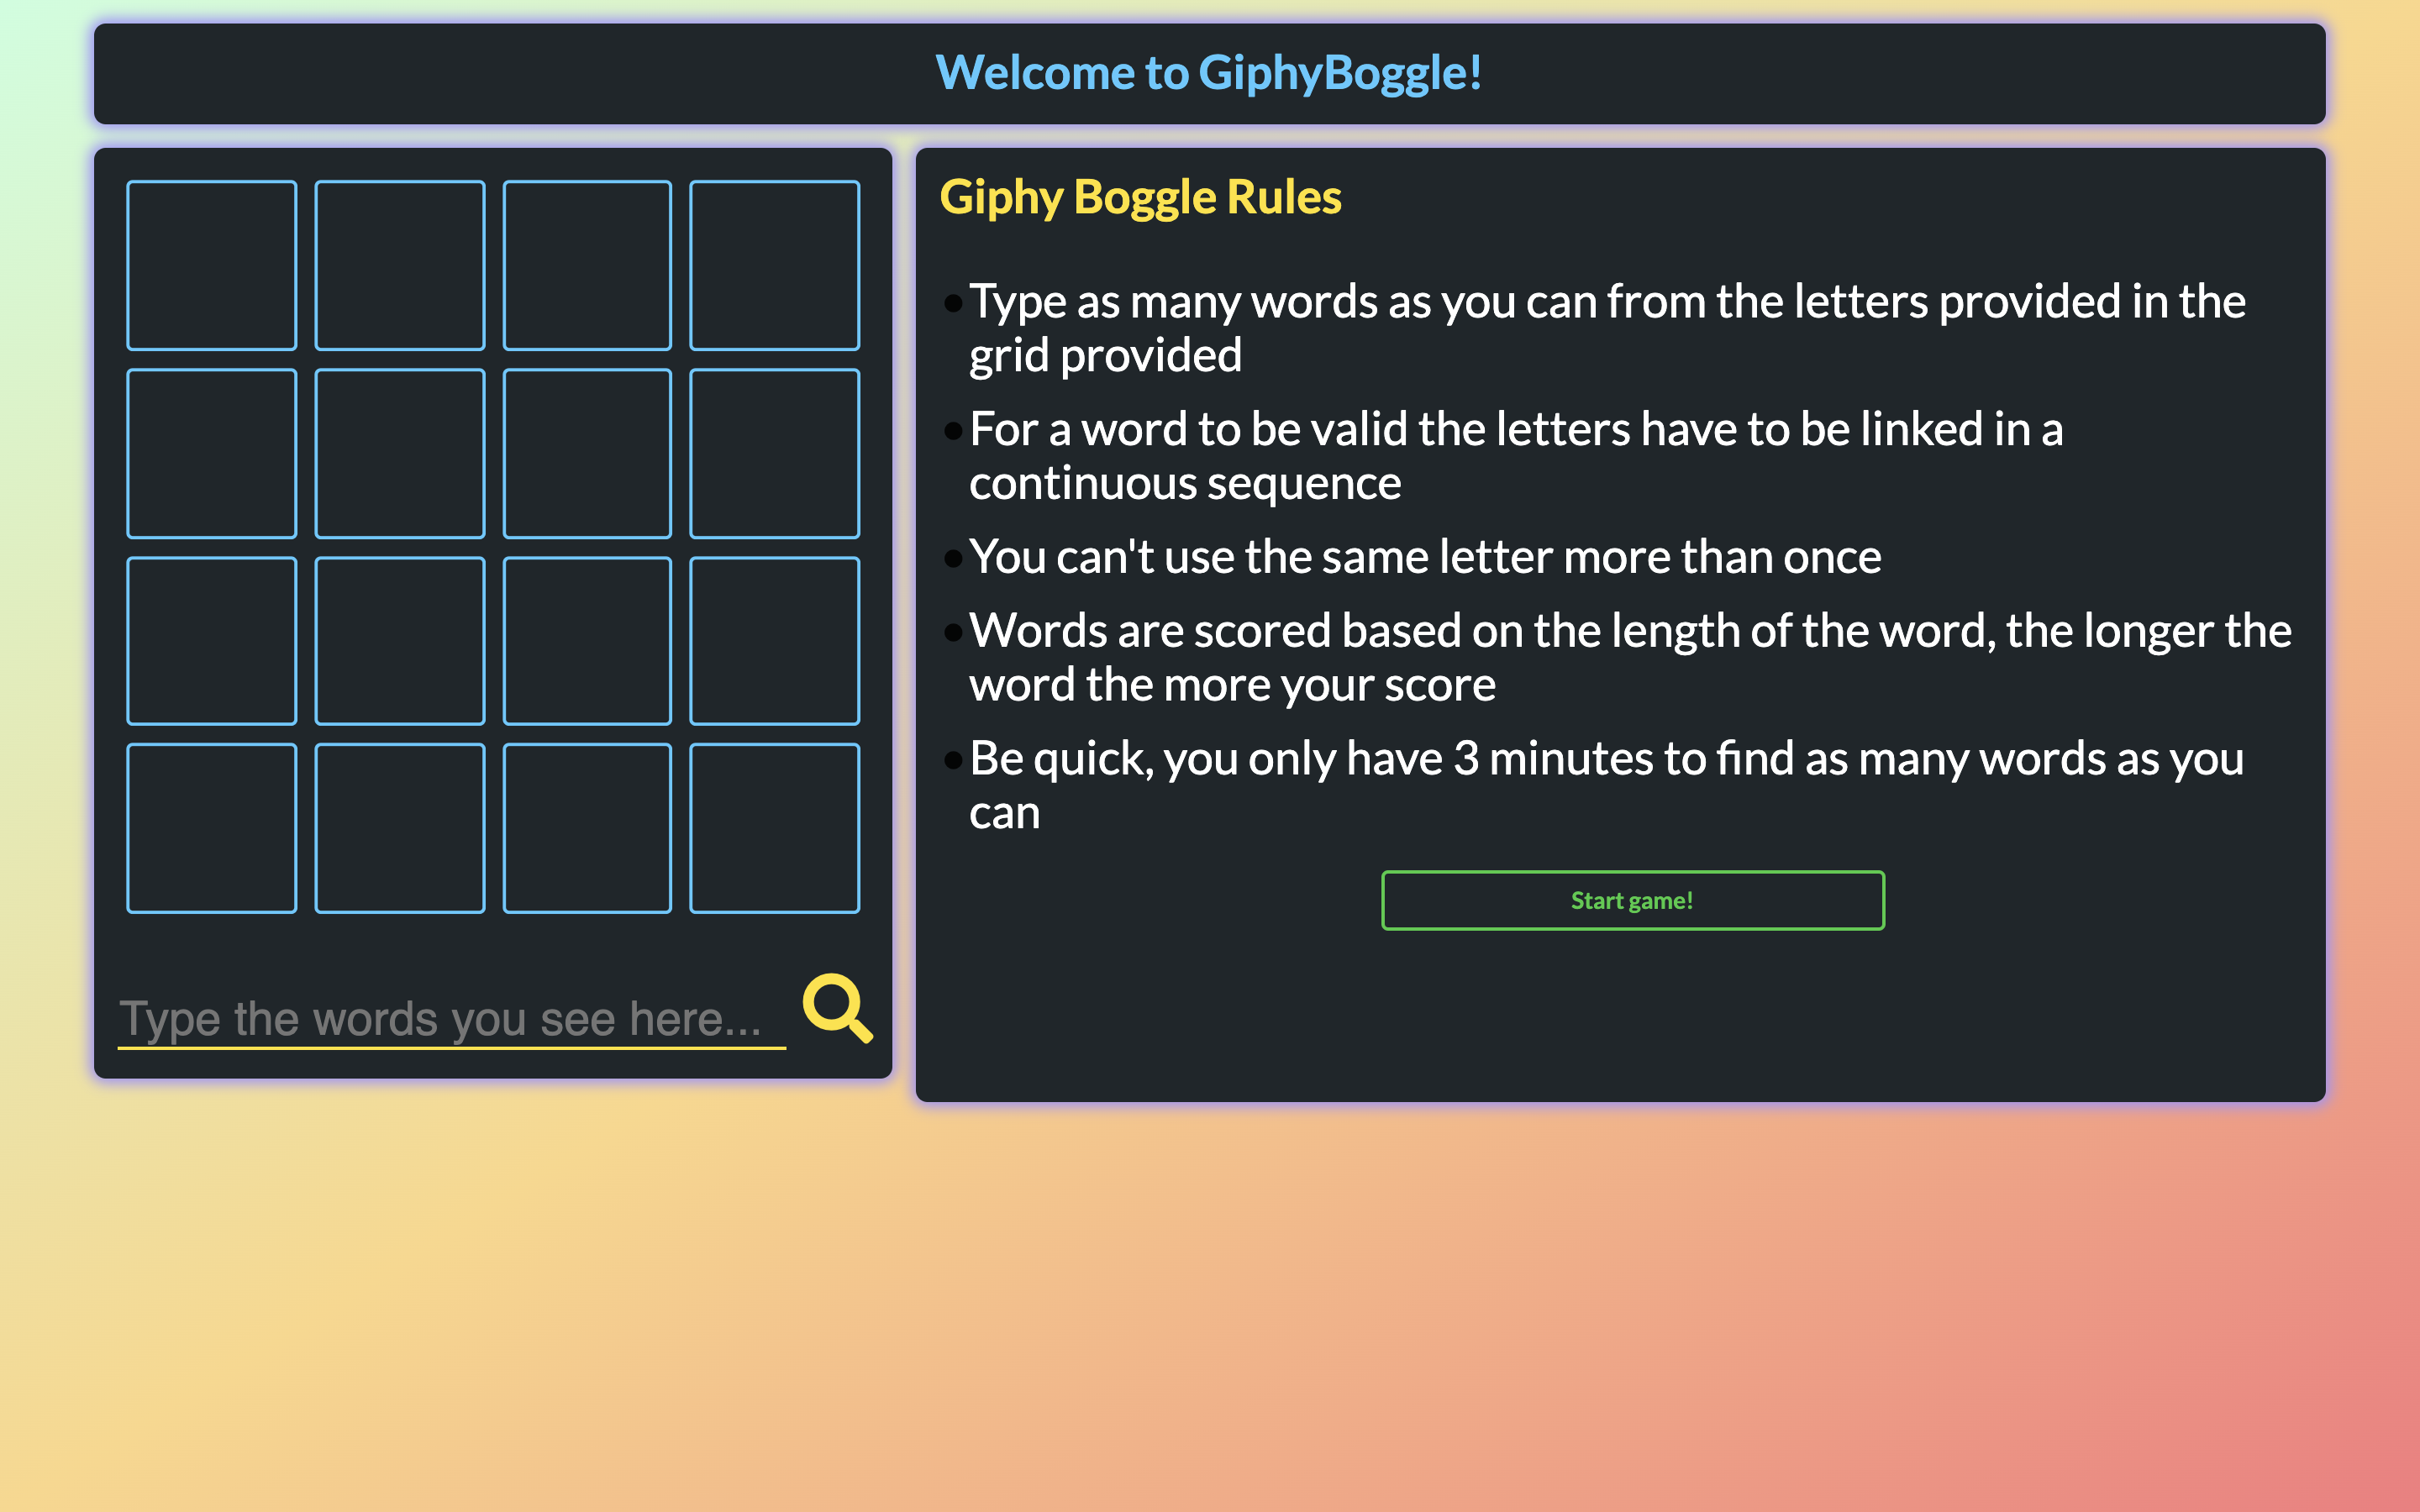 Welcome to GiphyBoggle!
Giphy Boggle Rules
Type as many words as you can from the letters provided in the
grid provided
For a word to be valid the letters have to be linked in a
continuous sequence
You can't use the same letter more than once
Words are scored based on the length of the word, the longer the
word the more your score
Be quick, you only have 3 minutes to find as many words as you
can
Start game!
Type the words you see here...